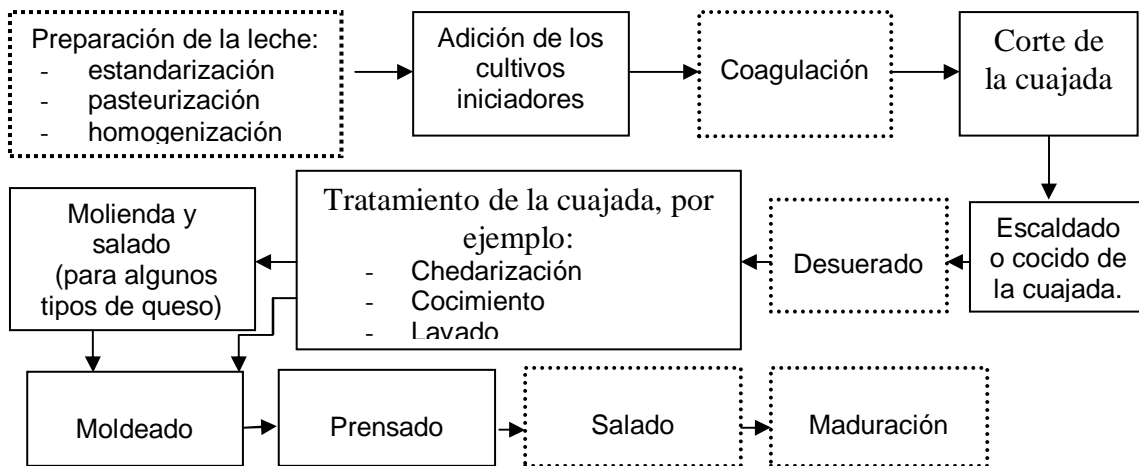 Preparación de la leche:
- estandarización
- pasteurización
- homogenización
Adición de los
cultivos
iniciadores
Coagulación
Corte de
la cuajada
Escaldado
o cocido de
la cuajada.
Desuerado
Tratamiento de la cuajada, por
ejemplo:
- Chedarización
- Cocimiento
- Lavado
Molienda y
salado
(para algunos
tipos de queso)
Moldeado
Prensado
Salado
Maduración